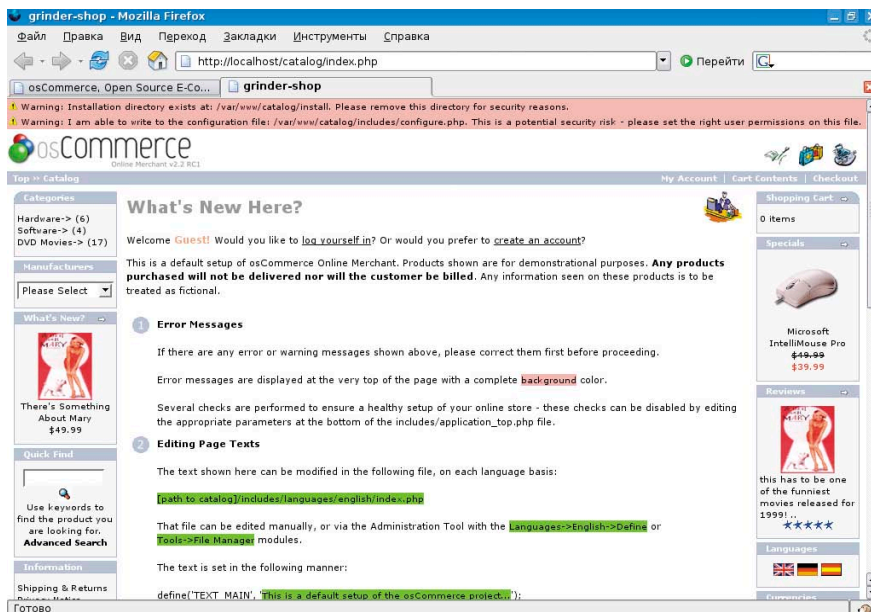 grinder-shop - Mozilla Firefox
Файл Правка Вид Переход Закладки Инструменты Справка
http://localhost/catalog/index.php
Перейти
osCommerce, Open Source E-Co...
grinder-shop
Warning: Installation directory exists at: /var/www/catalog/install. Please remove this directory for security reasons.
Warning: I am able to write to the configuration file: /var/www/catalog/includes/configure.php. This is a potential security risk - please set the right user permissions on this file.
osCommerce
Online Merchant v2.2 RC1
Top >> Catalog
My Account | Cart Contents | Checkout
Categories
Hardware-> (6)
Software-> (4)
DVD Movies-> (17)
Manufacturers
Please Select
What's New?
There's Something
About Mary
$49.99
Quick Find
Use keywords to
find the product you
are looking for.
Advanced Search
Information
Shipping & Returns
What's New Here?
Welcome Guest! Would you like to log yourself in? Or would you prefer to create an account?
This is a default setup of osCommerce Online Merchant. Products shown are for demonstrational purposes. Any products
purchased will not be delivered nor will the customer be billed. Any information seen on these products is to be
treated as fictional.
1 Error Messages
If there are any error or warning messages shown above, please correct them first before proceeding.
Error messages are displayed at the very top of the page with a complete background color.
Several checks are performed to ensure a healthy setup of your online store - these checks can be disabled by editing
the appropriate parameters at the bottom of the includes/application_top.php file.
2 Editing Page Texts
The text shown here can be modified in the following file, on each language basis:
[path to catalog]/includes/languages/english/index.php
That file can be edited manually, or via the Administration Tool with the Languages->English->Define or
Tools->File Manager modules.
The text is set in the following manner:
define('TEXT_MAIN', 'This is a default setup of the osCommerce project...');
Shopping Cart
0 items
Specials
Microsoft
IntelliMouse Pro
$49.99
$39.99
Reviews
this has to be one
of the funniest
movies released for
1999! ..
Languages
Currencies
Готово